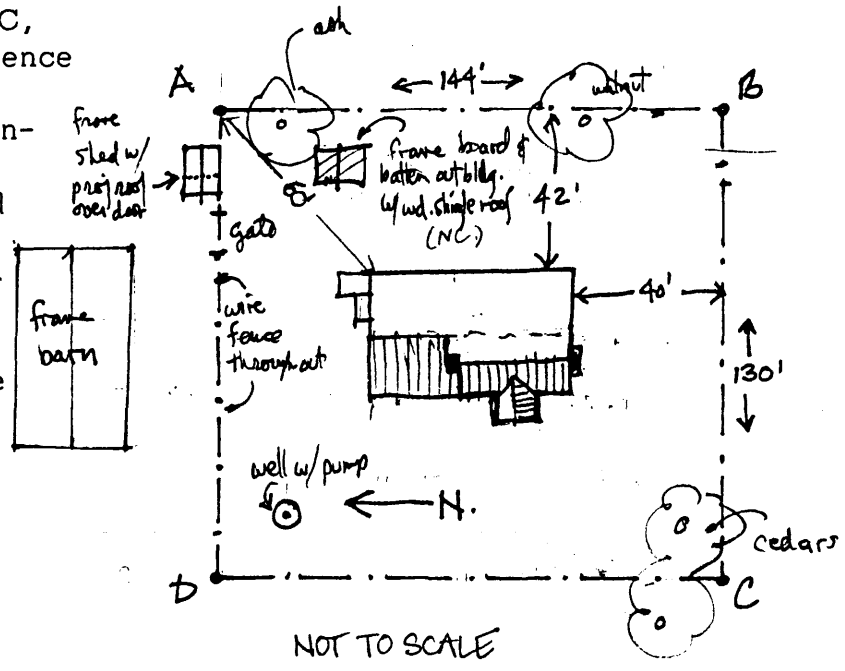 C,
ence
n-
ash
A
144'
walnut
B
frame
shed w/
proj roof
over door
frame board &
batten outbldg.
w/ wd. shingle roof
(NC)
42'
gate
40'
wire
fence
throughout
frame
barn
130'
e
well w/ pump
N.
cedars
D
C
NOT TO SCALE